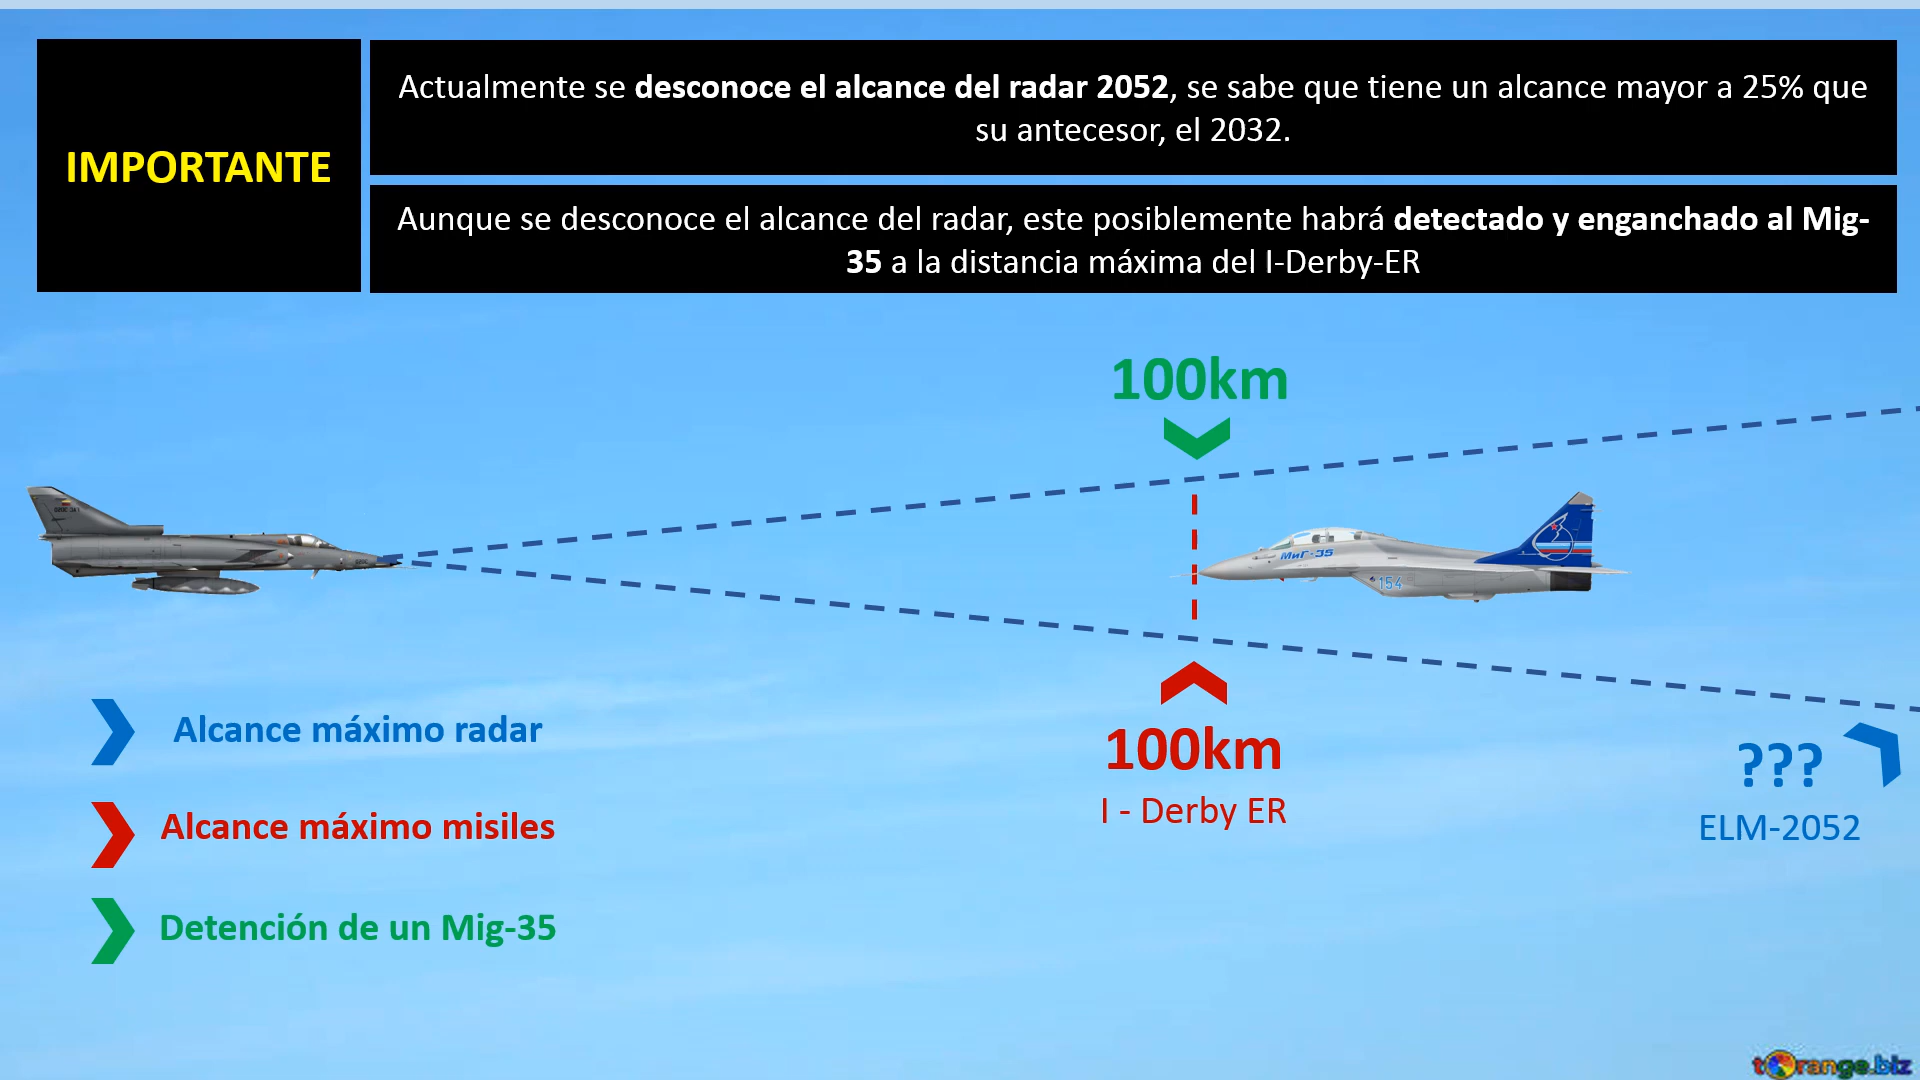 IMPORTANTE
Actualmente se desconoce el alcance del radar 2052, se sabe que tiene un alcance mayor a 25% que
su antecesor, el 2032.
Aunque se desconoce el alcance del radar, este posiblemente habrá detectado y enganchado al Mig-
35 a la distancia máxima del I-Derby-ER
100km
МиГ-35
154
Alcance máximo radar
100km
I - Derby ER
???
ELM-2052
Alcance máximo misiles
Detención de un Mig-35
torange.biz